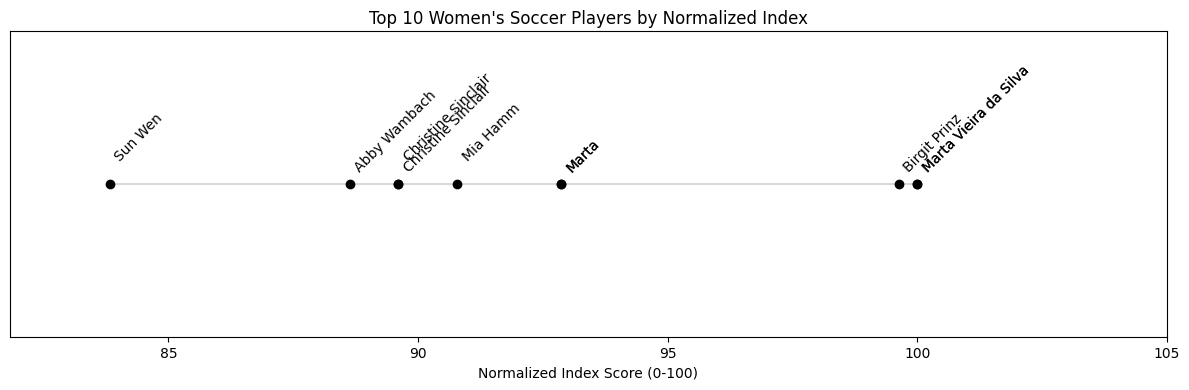 Top 10 Women's Soccer Players by Normalized Index
Sun Wen
Abby Wambach
Christine Sinclair
Christine Sinclair
Mia Hamm
Marta
Marta
Birgit Prinz
Marta Vieira da Silva
Marta Vieira da Silva
85
90
95
100
105
Normalized Index Score (0-100)